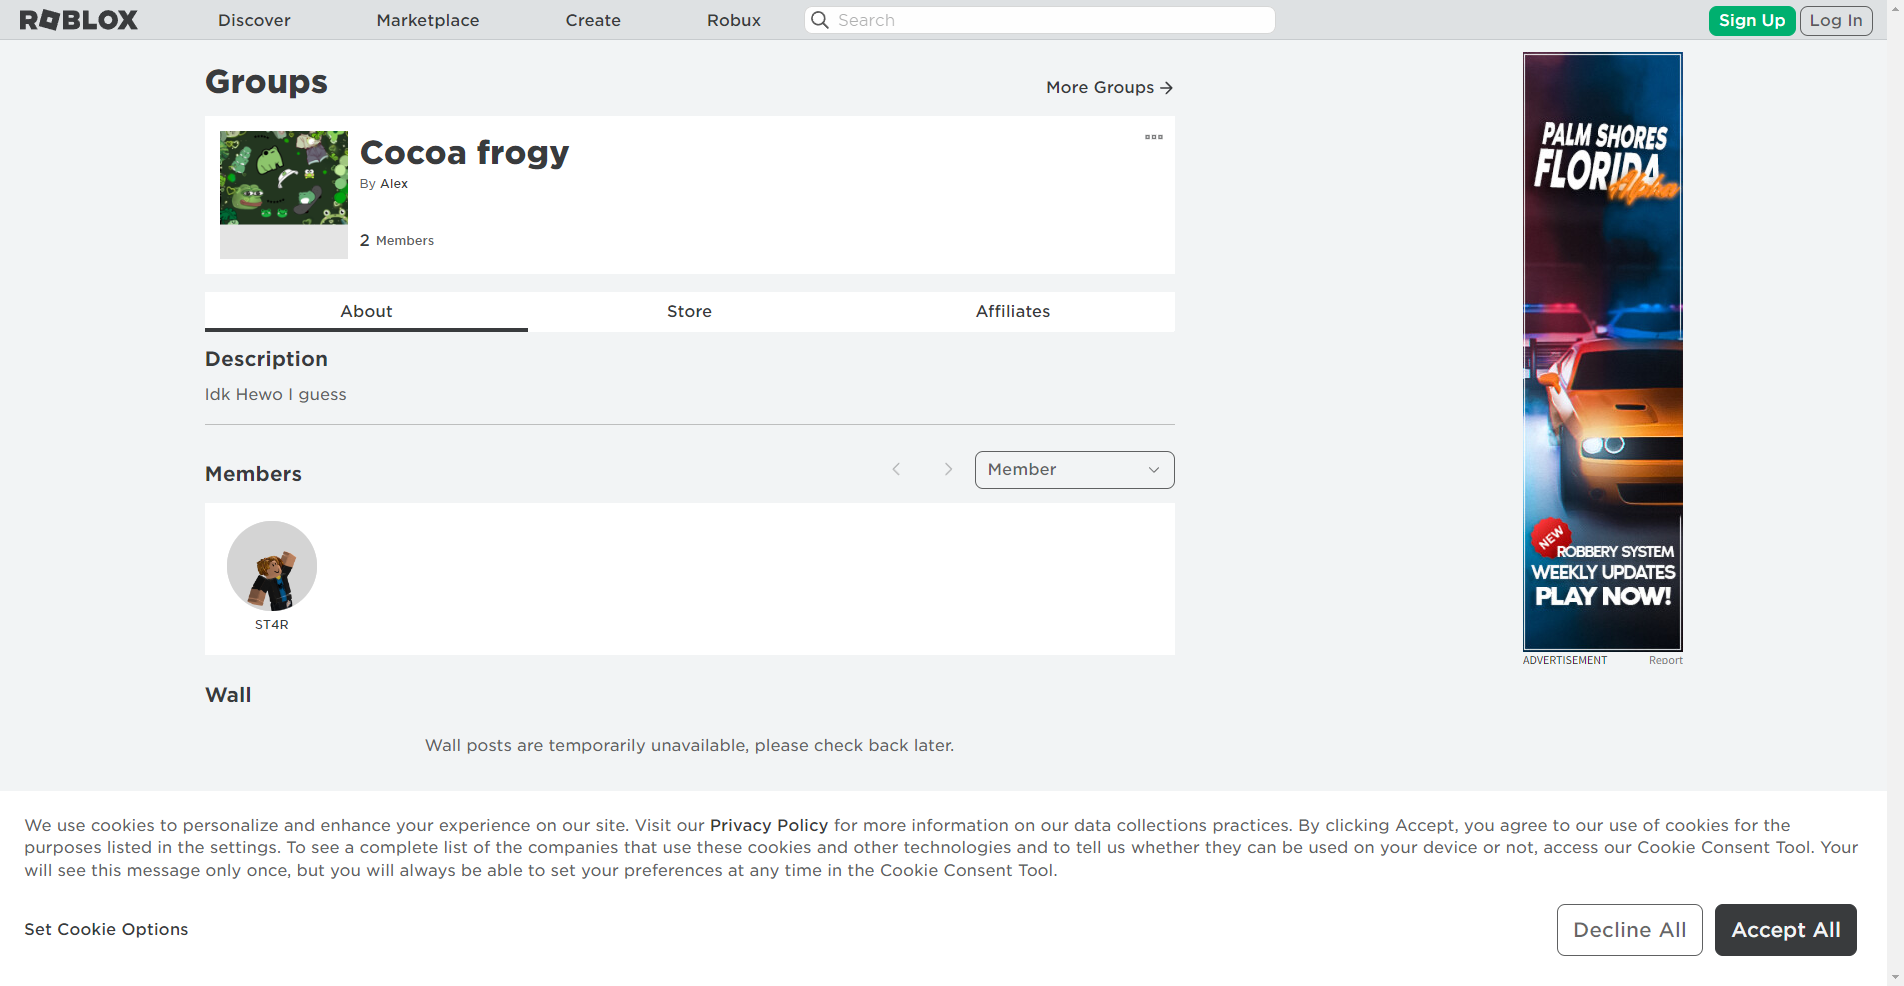 ROBLOX
Discover
Marketplace
Create
Robux
Search
Sign Up
Log In
Groups
More Groups
Cocoa frogy
By Alex
2 Members
About
Store
Affiliates
Description
Idk Hewo I guess
Members
Member
ST4R
Wall
Wall posts are temporarily unavailable, please check back later.
PALM SHORES
FLORIDA
Alpha
NEW
ROBBERY SYSTEM
WEEKLY UPDATES
PLAY NOW!
ADVERTISEMENT
Report
We use cookies to personalize and enhance your experience on our site. Visit our Privacy Policy for more information on our data collections practices. By clicking Accept, you agree to our use of cookies for the
purposes listed in the settings. To see a complete list of the companies that use these cookies and other technologies and to tell us whether they can be used on your device or not, access our Cookie Consent Tool. Your
will see this message only once, but you will always be able to set your preferences at any time in the Cookie Consent Tool.
Set Cookie Options
Decline All
Accept All